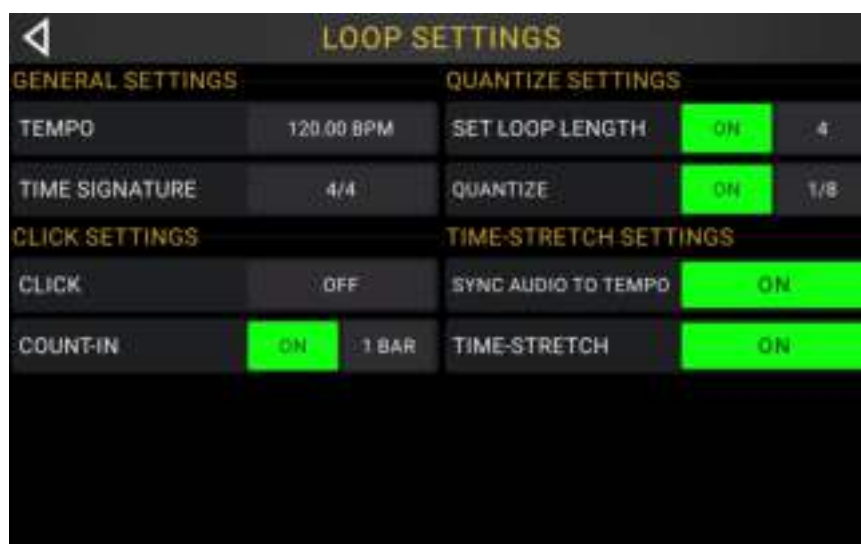 LOOP SETTINGS
GENERAL SETTINGS
TEMPO 120.00 BPM
TIME SIGNATURE 4/4
CLICK SETTINGS
CLICK OFF
COUNT-IN ON 1 BAR
QUANTIZE SETTINGS
SET LOOP LENGTH ON 4
QUANTIZE ON 1/8
TIME-STRETCH SETTINGS
SYNC AUDIO TO TEMPO ON
TIME-STRETCH ON